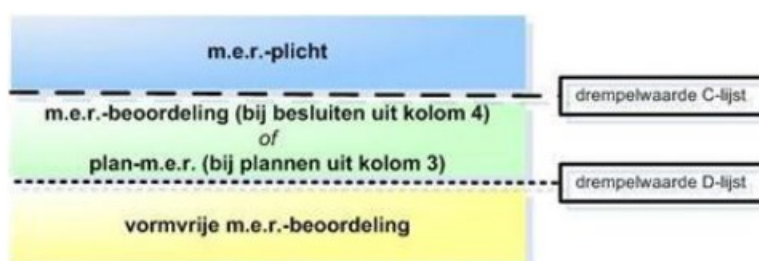 m.e.r.-plicht
drempelwaarde C-lijst
m.e.r.-beoordeling (bij besluiten uit kolom 4)
of
plan-m.e.r. (bij plannen uit kolom 3)
drempelwaarde D-lijst
vormvrije m.e.r.-beoordeling